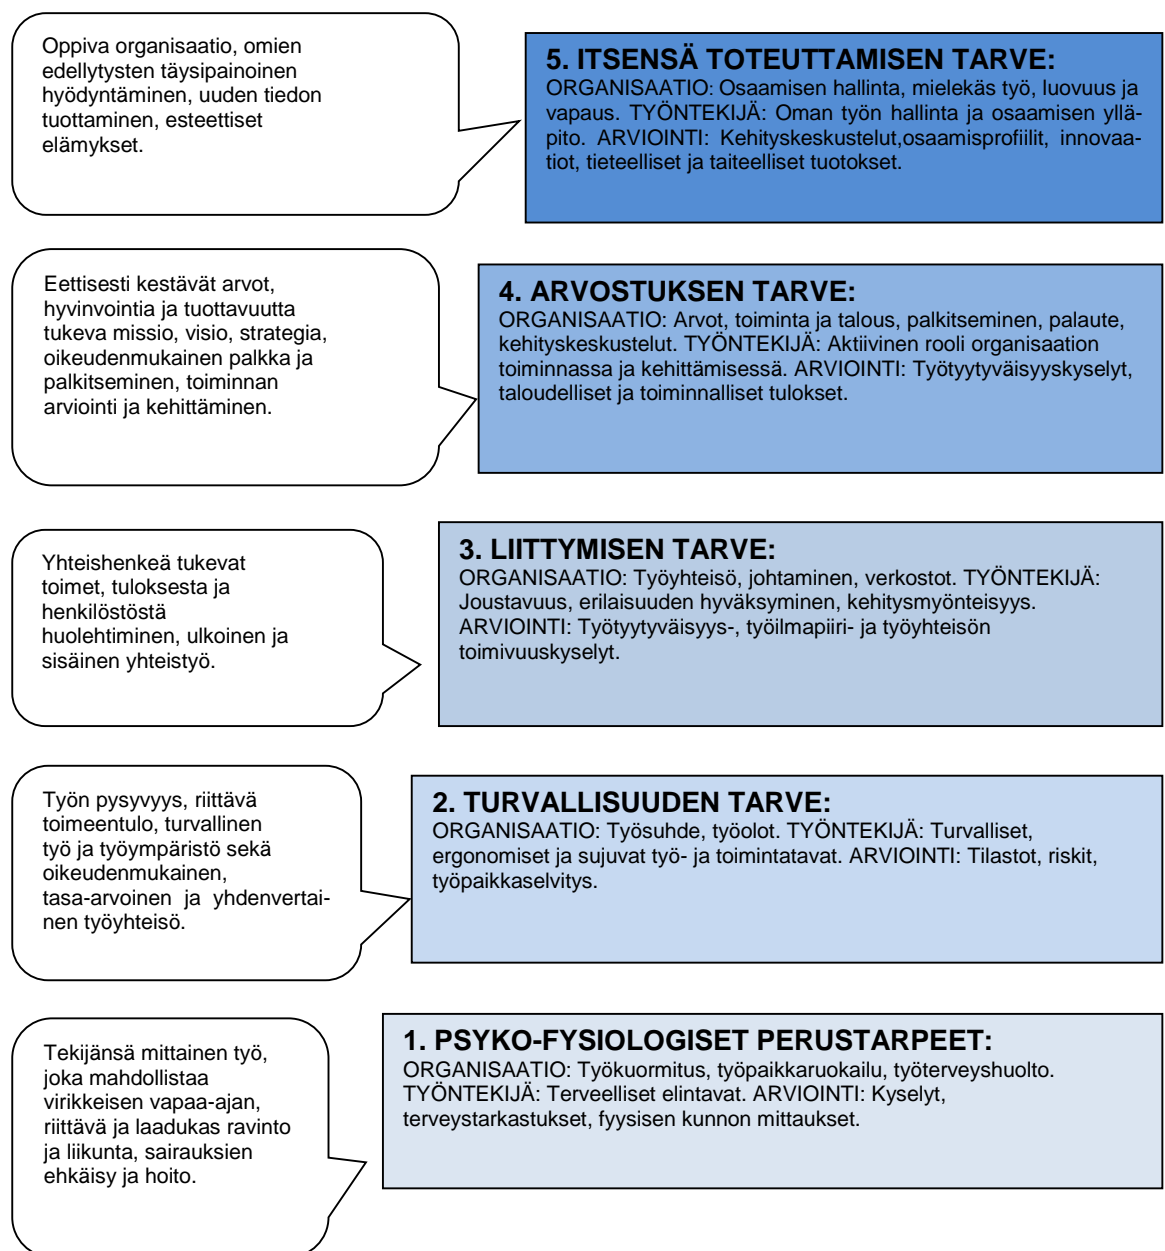 Oppiva organisaatio, omien
edellytysten täysipainoinen
hyödyntäminen, uuden tiedon
tuottaminen, esteettiset
elämykset.
5. ITSENSÄ TOTEUTTAMISEN TARVE:
ORGANISAATIO: Osaamisen hallinta, mielekäs työ, luovuus ja
vapaus. TYÖNTEKIJÄ: Oman työn hallinta ja osaamisen yllä-
pito. ARVIOINTI: Kehityskeskustelut,osaamisprofiilit, innovaa-
tiot, tieteelliset ja taiteelliset tuotokset.
Eettisesti kestävät arvot,
hyvinvointia ja tuottavuutta
tukeva missio, visio, strategia,
oikeudenmukainen palkka ja
palkitseminen, toiminnan
arviointi ja kehittäminen.
4. ARVOSTUKSEN TARVE:
ORGANISAATIO: Arvot, toiminta ja talous, palkitseminen, palaute,
kehityskeskustelut. TYÖNTEKIJÄ: Aktiivinen rooli organisaation
toiminnassa ja kehittämisessä. ARVIOINTI: Työtyytyväisyyskyselyt,
taloudelliset ja toiminnalliset tulokset.
Yhteishenkeä tukevat
toimet, tuloksesta ja
henkilöstöstä
huolehtiminen, ulkoinen ja
sisäinen yhteistyö.
3. LIITTYMISEN TARVE:
ORGANISAATIO: Työyhteisö, johtaminen, verkostot. TYÖNTEKIJÄ:
Joustavuus, erilaisuuden hyväksyminen, kehitysmyönteisyys.
ARVIOINTI: Työtyytyväisyys-, työilmapiiri- ja työyhteisön
toimivuuskyselyt.
Työn pysyvyys, riittävä
toimeentulo, turvallinen
työ ja työympäristö sekä
oikeudenmukainen,
tasa-arvoinen ja yhdenvertai-
nen työyhteisö.
2. TURVALLISUUDEN TARVE:
ORGANISAATIO: Työsuhde, työolot. TYÖNTEKIJÄ: Turvalliset,
ergonomiset ja sujuvat työ- ja toimintatavat. ARVIOINTI: Tilastot, riskit,
työpaikkaselvitys.
Tekijänsä mittainen työ,
joka mahdollistaa
virikkeisen vapaa-ajan,
riittävä ja laadukas ravinto
ja liikunta, sairauksien
ehkäisy ja hoito.
1. PSYKO-FYSIOLOGISET PERUSTARPEET:
ORGANISAATIO: Työkuormitus, työpaikkaruokailu, työterveyshuolto.
TYÖNTEKIJÄ: Terveelliset elintavat. ARVIOINTI: Kyselyt,
terveystarkastukset, fyysisen kunnon mittaukset.